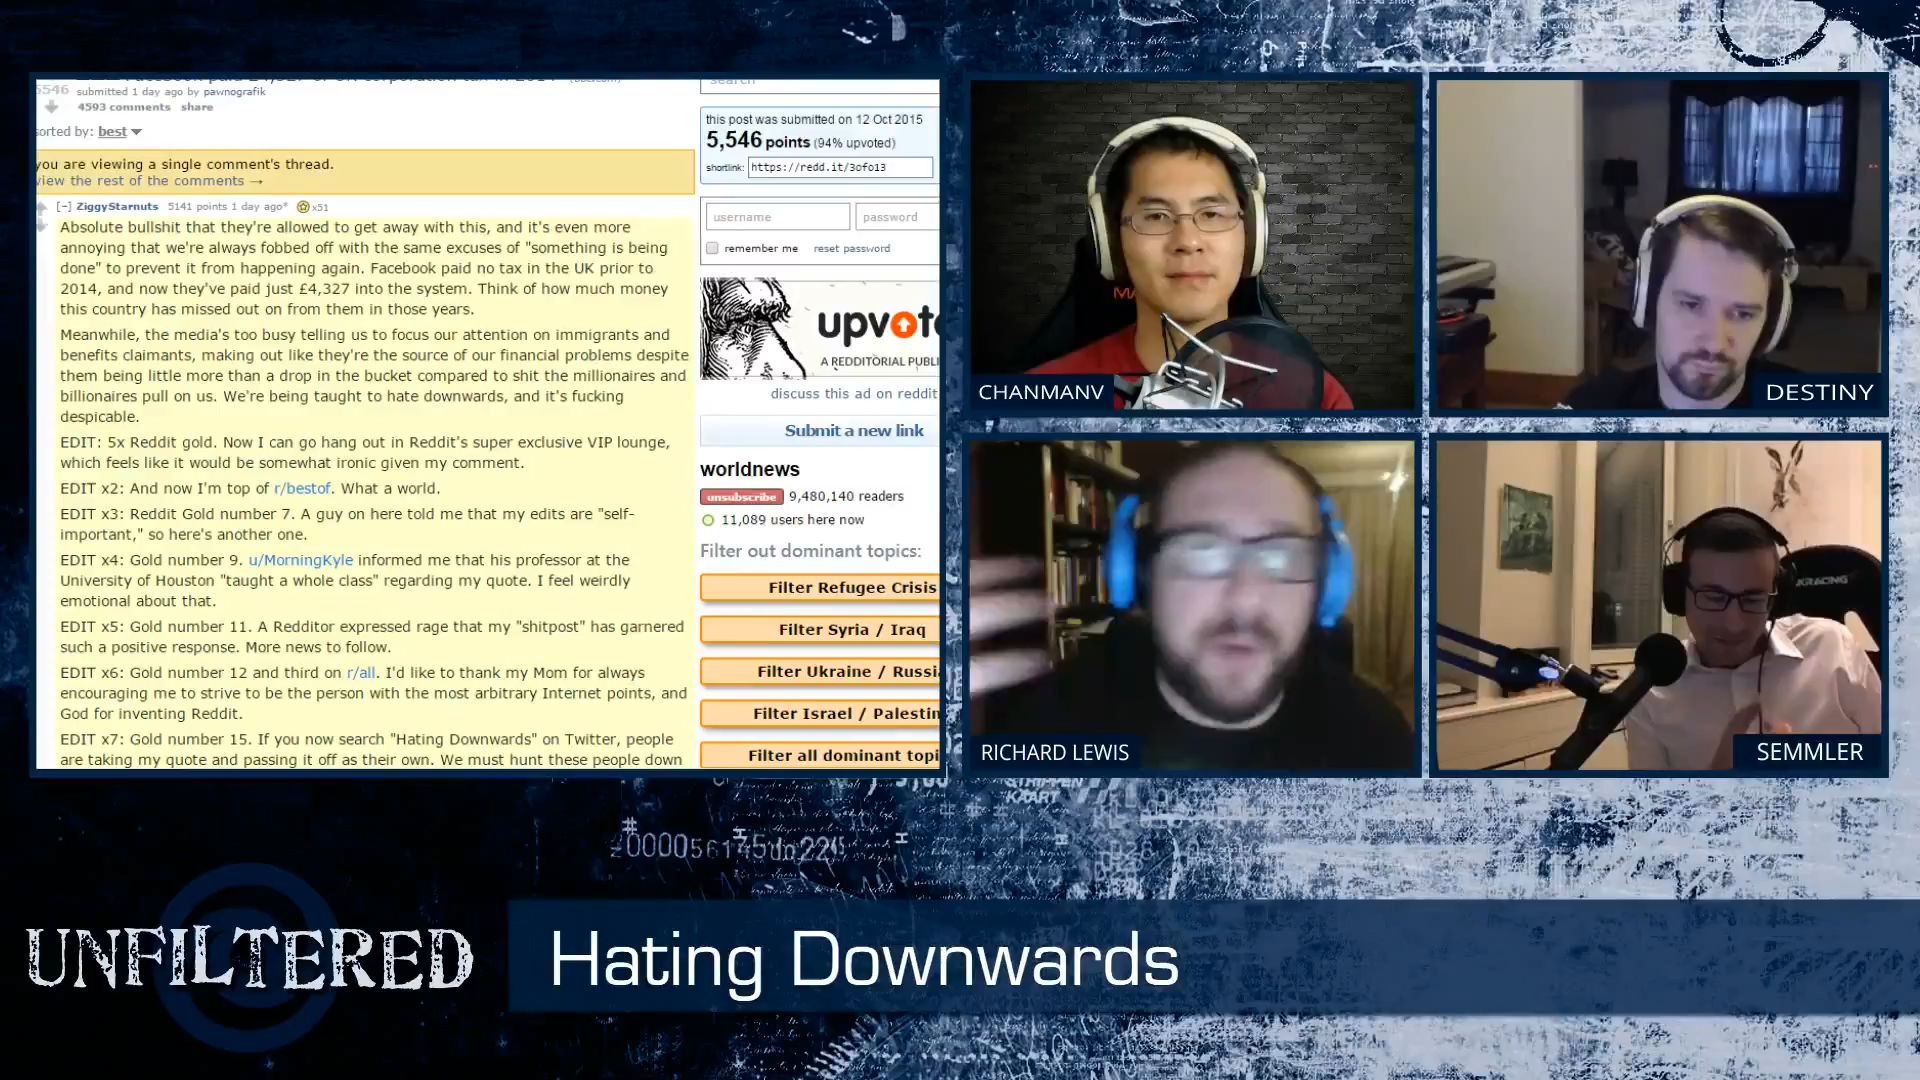 submitted 1 day ago by pawnografik
4593 comments share
sorted by: best
you are viewing a single comment's thread.
view the rest of the comments →
[–] ZiggyStarnuts 5141 points 1 day ago* x51
Absolute bullshit that they're allowed to get away with this, and it's even more
annoying that we're always fobbed off with the same excuses of "something is being
done" to prevent it from happening again. Facebook paid no tax in the UK prior to
2014, and now they've paid just £4,327 into the system. Think of how much money
this country has missed out on from them in those years.
Meanwhile, the media's too busy telling us to focus our attention on immigrants and
benefits claimants, making out like they're the source of our financial problems despite
them being little more than a drop in the bucket compared to shit the millionaires and
billionaires pull on us. We're being taught to hate downwards, and it's fucking
despicable.
EDIT: 5x Reddit gold. Now I can go hang out in Reddit's super exclusive VIP lounge,
which feels like it would be somewhat ironic given my comment.
EDIT x2: And now I'm top of r/bestof. What a world.
EDIT x3: Reddit Gold number 7. A guy on here told me that my edits are "self-
important," so here's another one.
EDIT x4: Gold number 9. u/MorningKyle informed me that his professor at the
University of Houston "taught a whole class" regarding my quote. I feel weirdly
emotional about that.
EDIT x5: Gold number 11. A Redditor expressed rage that my "shitpost" has garnered
such a positive response. More news to follow.
EDIT x6: Gold number 12 and third on r/all. I'd like to thank my Mom for always
encouraging me to strive to be the person with the most arbitrary Internet points, and
God for inventing Reddit.
EDIT x7: Gold number 15. If you now search "Hating Downwards" on Twitter, people
are taking my quote and passing it off as their own. We must hunt these people down
search
this post was submitted on 12 Oct 2015
5,546 points (94% upvoted)
shortlink: https://redd.it/3ofo13
username password
remember me reset password
upvote
A REDDITORIAL PUBLI
discuss this ad on reddit
Submit a new link
worldnews
unsubscribe 9,480,140 readers
11,089 users here now
Filter out dominant topics:
Filter Refugee Crisis
Filter Syria / Iraq
Filter Ukraine / Russi
Filter Israel / Palestin
Filter all dominant topi
CHANMANV
DESTINY
RICHARD LEWIS
AKRACING
SEMMLER
UNFILTERED
Hating Downwards